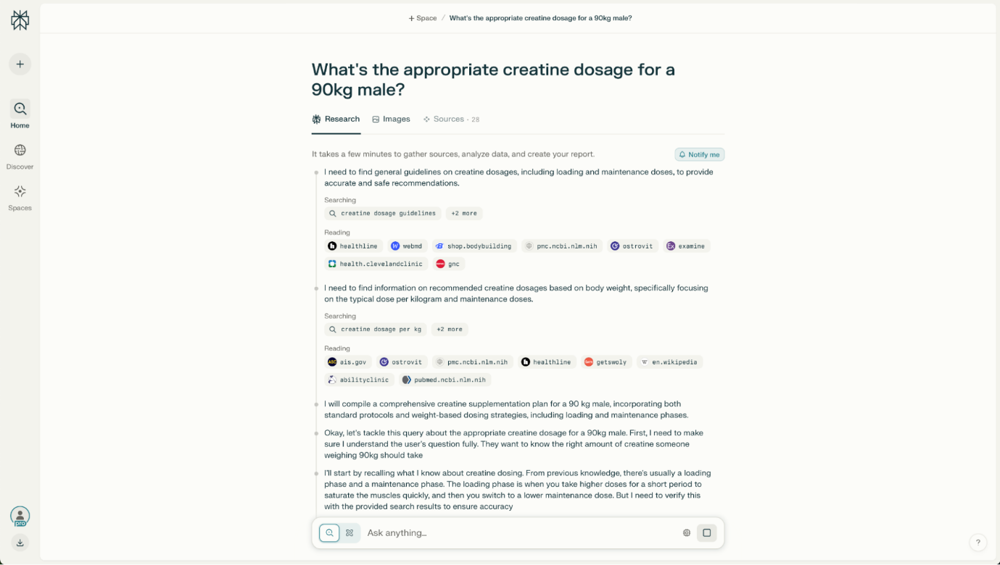 + Space / What's the appropriate creatine dosage for a 90kg male?
What's the appropriate creatine dosage for a
90kg male?
Research Images Sources · 28
It takes a few minutes to gather sources, analyze data, and create your report. Notify me
I need to find general guidelines on creatine dosages, including loading and maintenance doses, to provide
accurate and safe recommendations.
Searching
creatine dosage guidelines +2 more
Reading
healthline webmd shop.bodybuilding pmc.ncbi.nlm.nih ostrovit Ex examine
health.clevelandclinic gnc
I need to find information on recommended creatine dosages based on body weight, specifically focusing
on the typical dose per kilogram and maintenance doses.
Searching
creatine dosage per kg +2 more
Reading
ASC ais.gov ostrovit pmc.ncbi.nlm.nih healthline getswoly W en.wikipedia
abilityclinic pubmed.ncbi.nlm.nih
I will compile a comprehensive creatine supplementation plan for a 90 kg male, incorporating both
standard protocols and weight-based dosing strategies, including loading and maintenance phases.
Okay, let's tackle this query about the appropriate creatine dosage for a 90kg male. First, I need to make
sure I understand the user's question fully. They want to know the right amount of creatine someone
weighing 90kg should take
I'll start by recalling what I know about creatine dosing. From previous knowledge, there's usually a loading
phase and a maintenance phase. The loading phase is when you take higher doses for a short period to
saturate the muscles quickly, and then you switch to a lower maintenance dose. But I need to verify this
with the provided search results to ensure accuracy
Ask anything...
Home
Discover
Spaces
pro
?